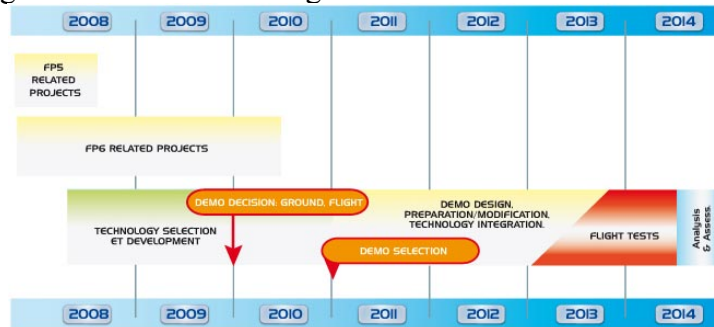 2008 2009 2010 2011 2012 2013 2014
FP5
RELATED
PROJECTS
FP6 RELATED PROJECTS
DEMO DECISION: GROUND, FLIGHT
TECHNOLOGY SELECTION
ET DEVELOPMENT
DEMO DESIGN,
PREPARATION/MODIFICATION,
TECHNOLOGY INTEGRATION.
DEMO SELECTION
FLIGHT TESTS
Analysis
& Assess.
2008 2009 2010 2011 2012 2013 2014